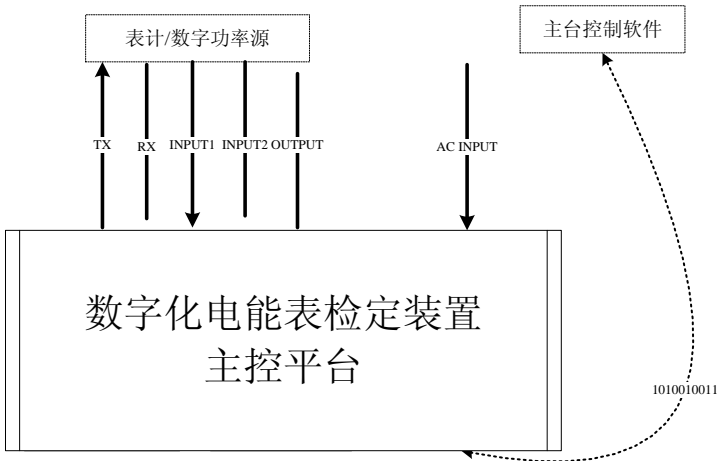 表计/数字功率源
主台控制软件
TX
RX
INPUT1
INPUT2
OUTPUT
AC INPUT
数字化电能表检定装置
主控平台
1010010011